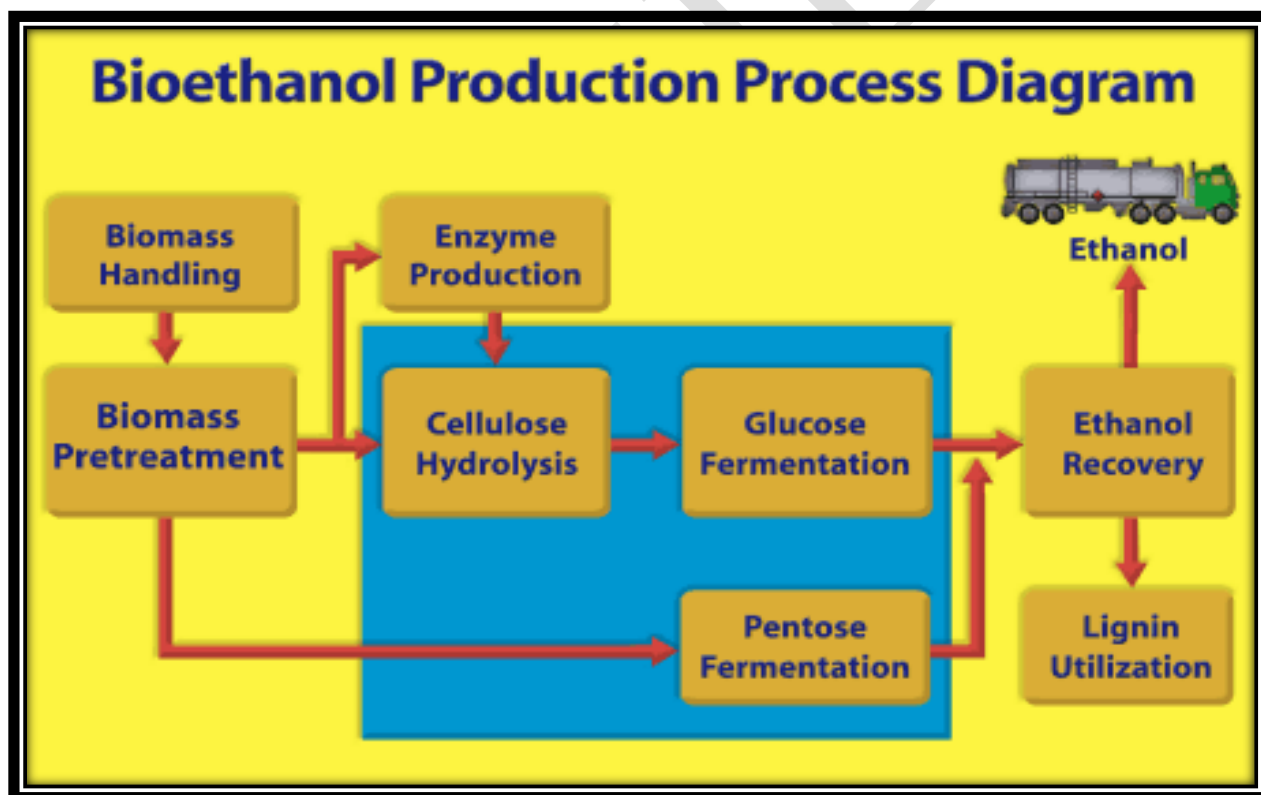 Bioethanol Production Process Diagram
Biomass
Handling
Enzyme
Production
Ethanol
Biomass
Pretreatment
Cellulose
Hydrolysis
Glucose
Fermentation
Ethanol
Recovery
Pentose
Fermentation
Lignin
Utilization